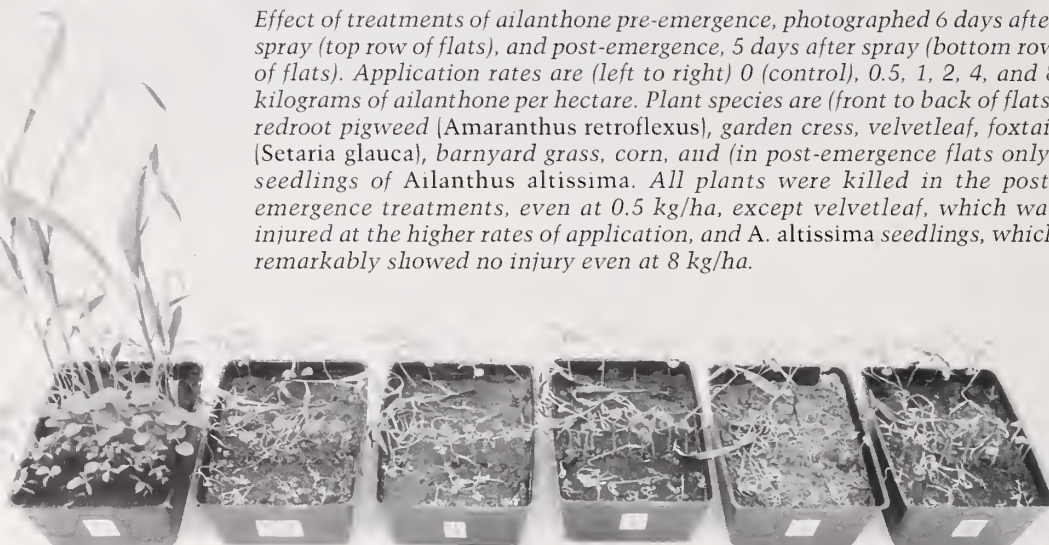 Effect of treatments of ailanthone pre-emergence, photographed 6 days afte
spray (top row of flats), and post-emergence, 5 days after spray (bottom row
of flats). Application rates are (left to right) 0 (control), 0.5, 1, 2, 4, and 8
kilograms of ailanthone per hectare. Plant species are (front to back of flats
redroot pigweed (Amaranthus retroflexus), garden cress, velvetleaf, foxtai
(Setaria glauca), barnyard grass, corn, and (in post-emergence flats only
seedlings of Ailanthus altissima. All plants were killed in the post-
emergence treatments, even at 0.5 kg/ha, except velvetleaf, which wa
injured at the higher rates of application, and A. altissima seedlings, which
remarkably showed no injury even at 8 kg/ha.